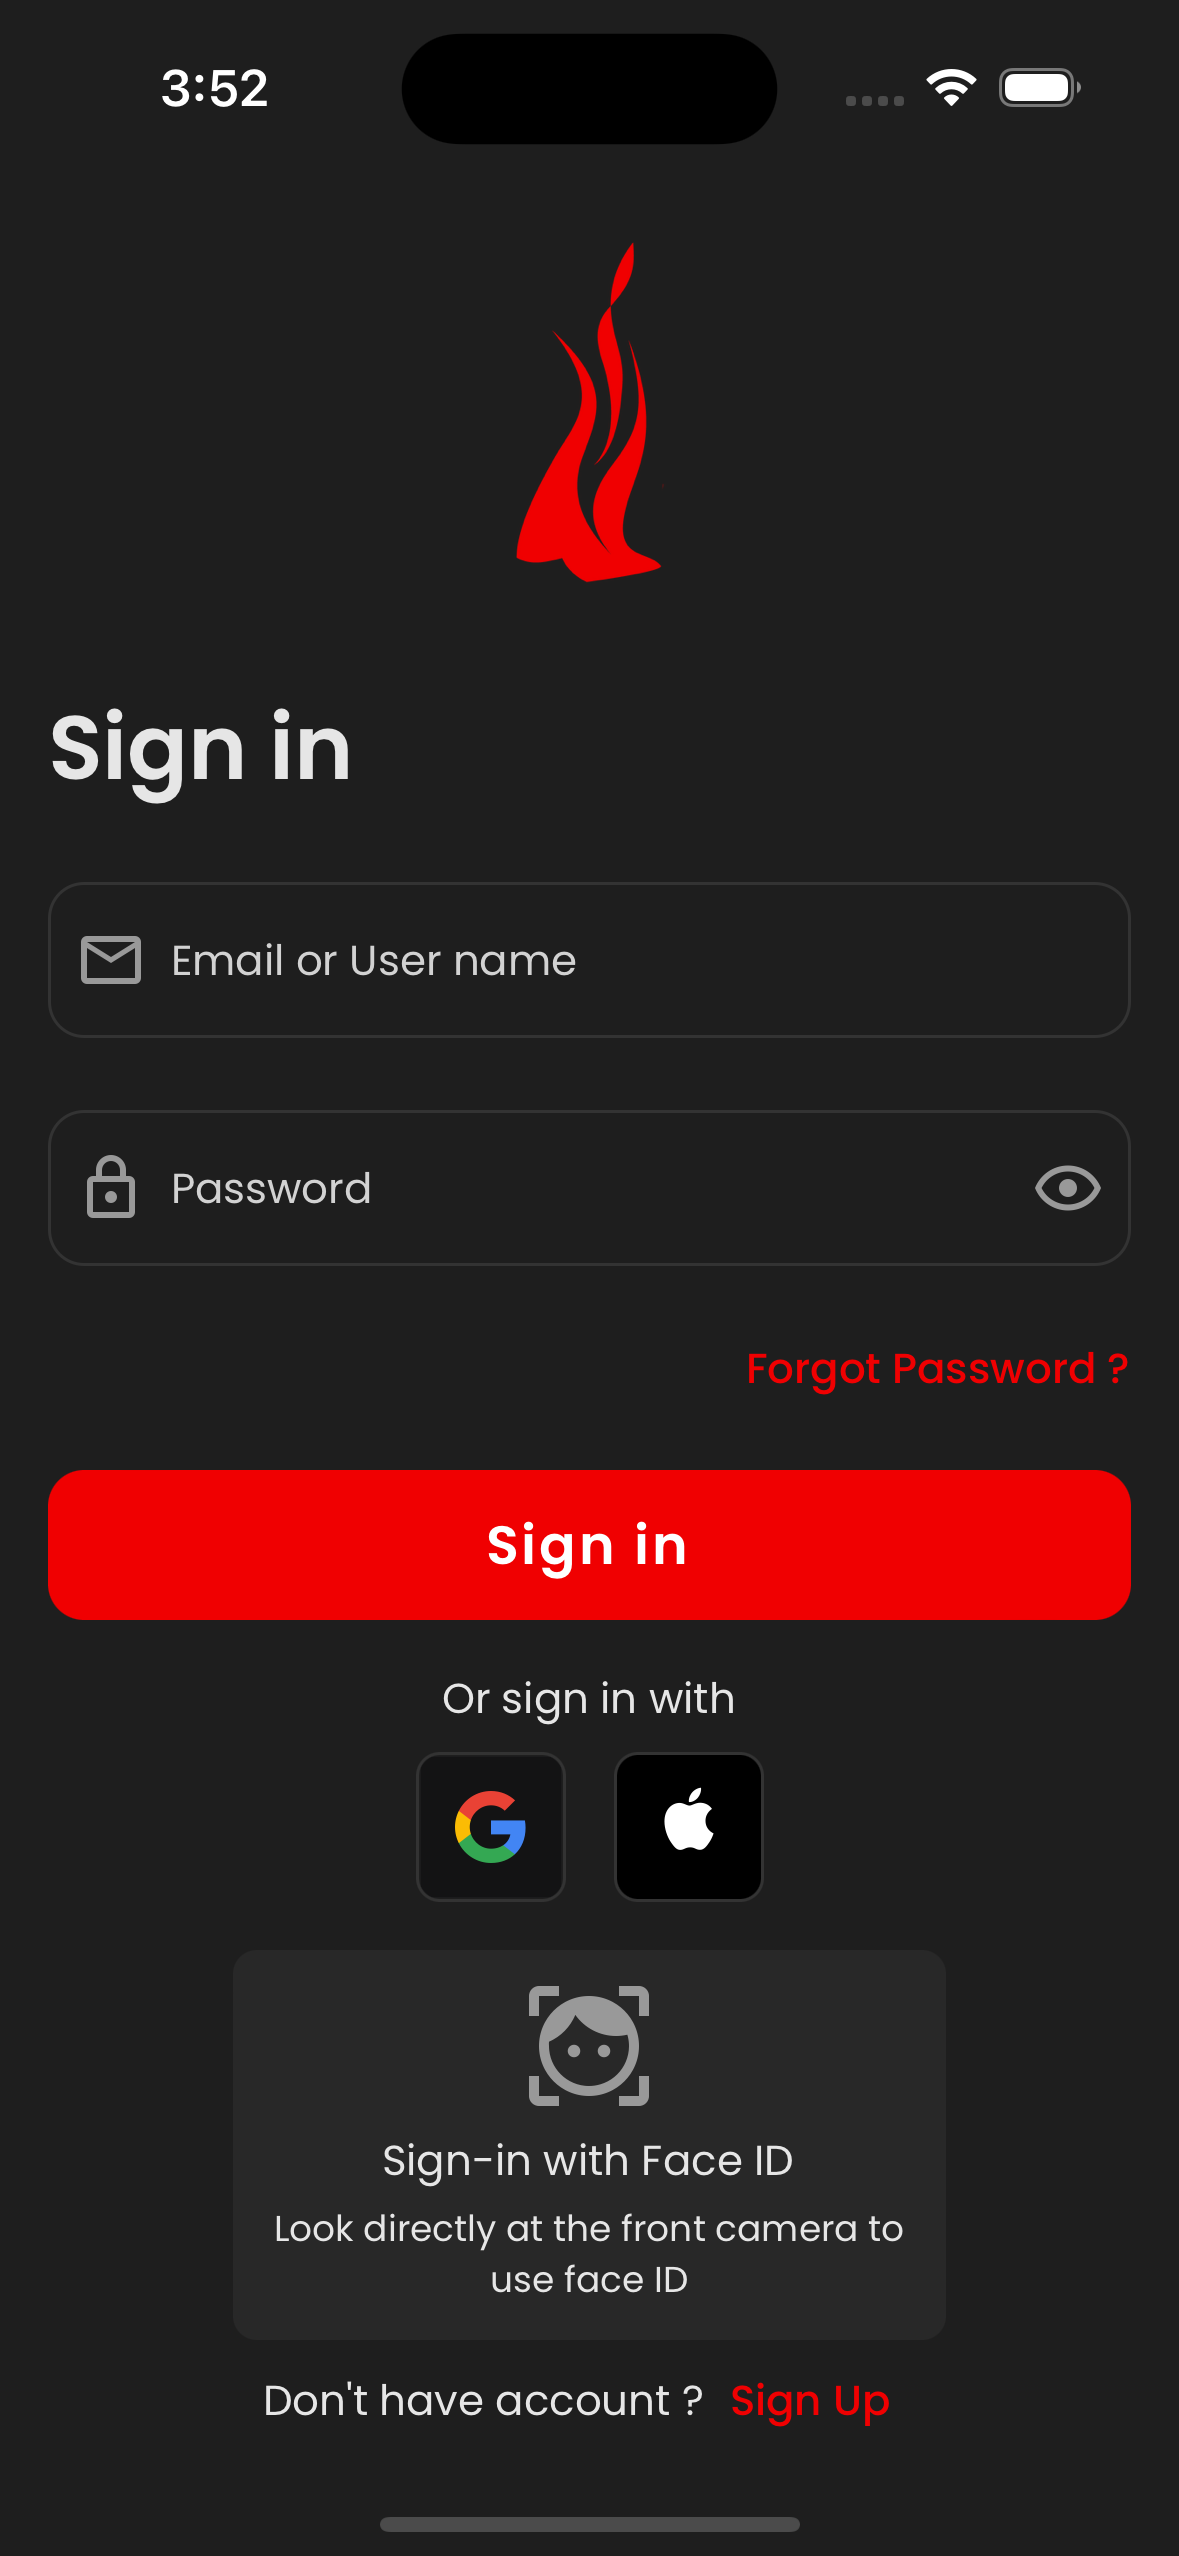 3:52
Sign in
Email or User name
Password
Forgot Password ?
Sign in
Or sign in with
Sign-in with Face ID
Look directly at the front camera to
use face ID
Don't have account ? Sign Up